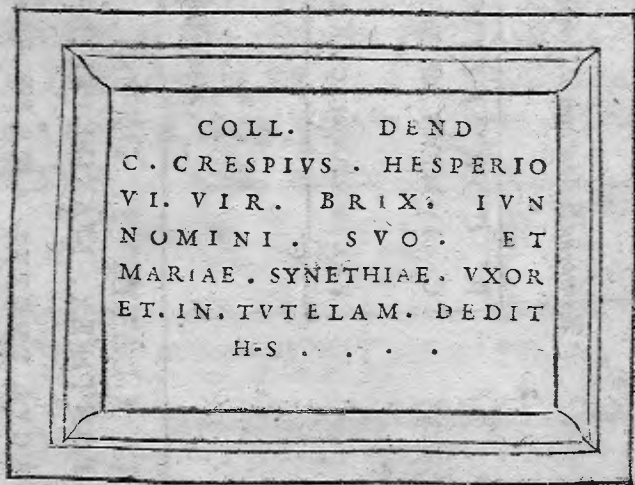 COLL. DEND
C. CRESPIVS. HESPERIO
VI. VIR. BRIX. IVN
NOMINI. SVO. ET
MARIAE. SYNETHIAE. VXOR
ET. IN. TVTELAM. DEDIT
H-S . . . .